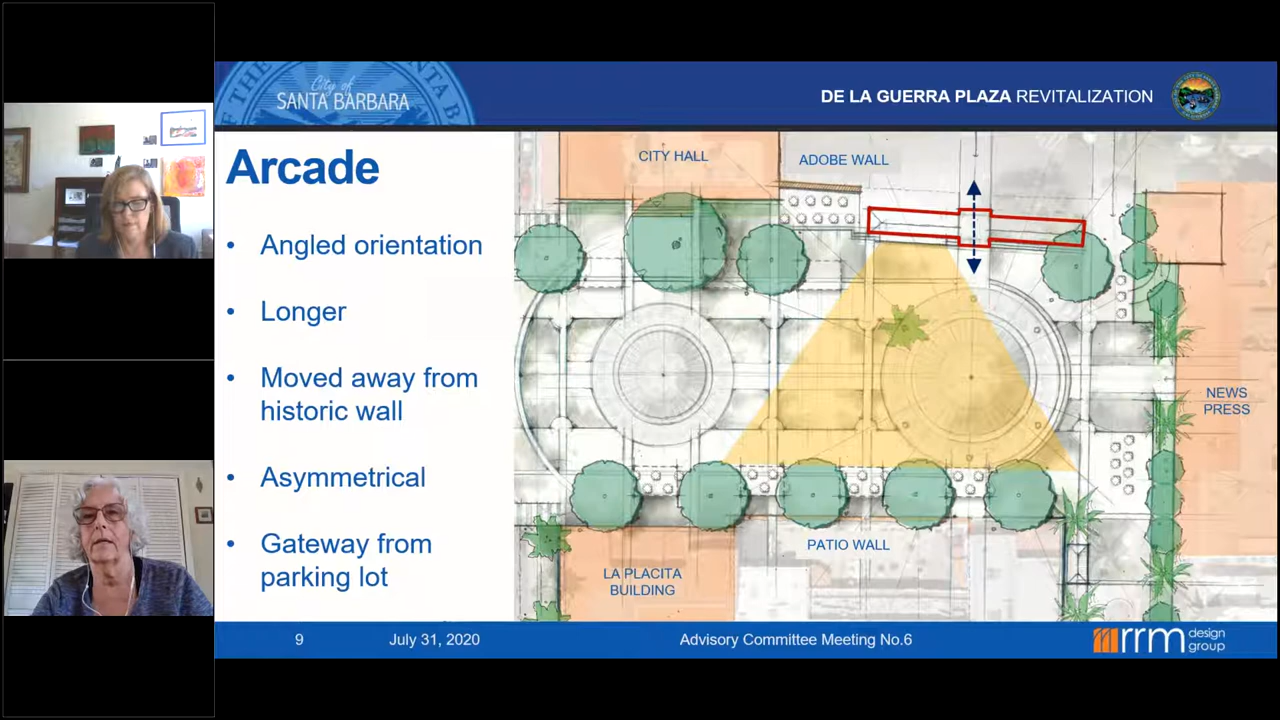 City of
SANTA BARBARA
DE LA GUERRA PLAZA REVITALIZATION
Arcade
• Angled orientation
• Longer
• Moved away from
historic wall
• Asymmetrical
• Gateway from
parking lot
CITY HALL
ADOBE WALL
NEWS
PRESS
PATIO WALL
LA PLACITA
BUILDING
9
July 31, 2020
Advisory Committee Meeting No.6
rrm design
group